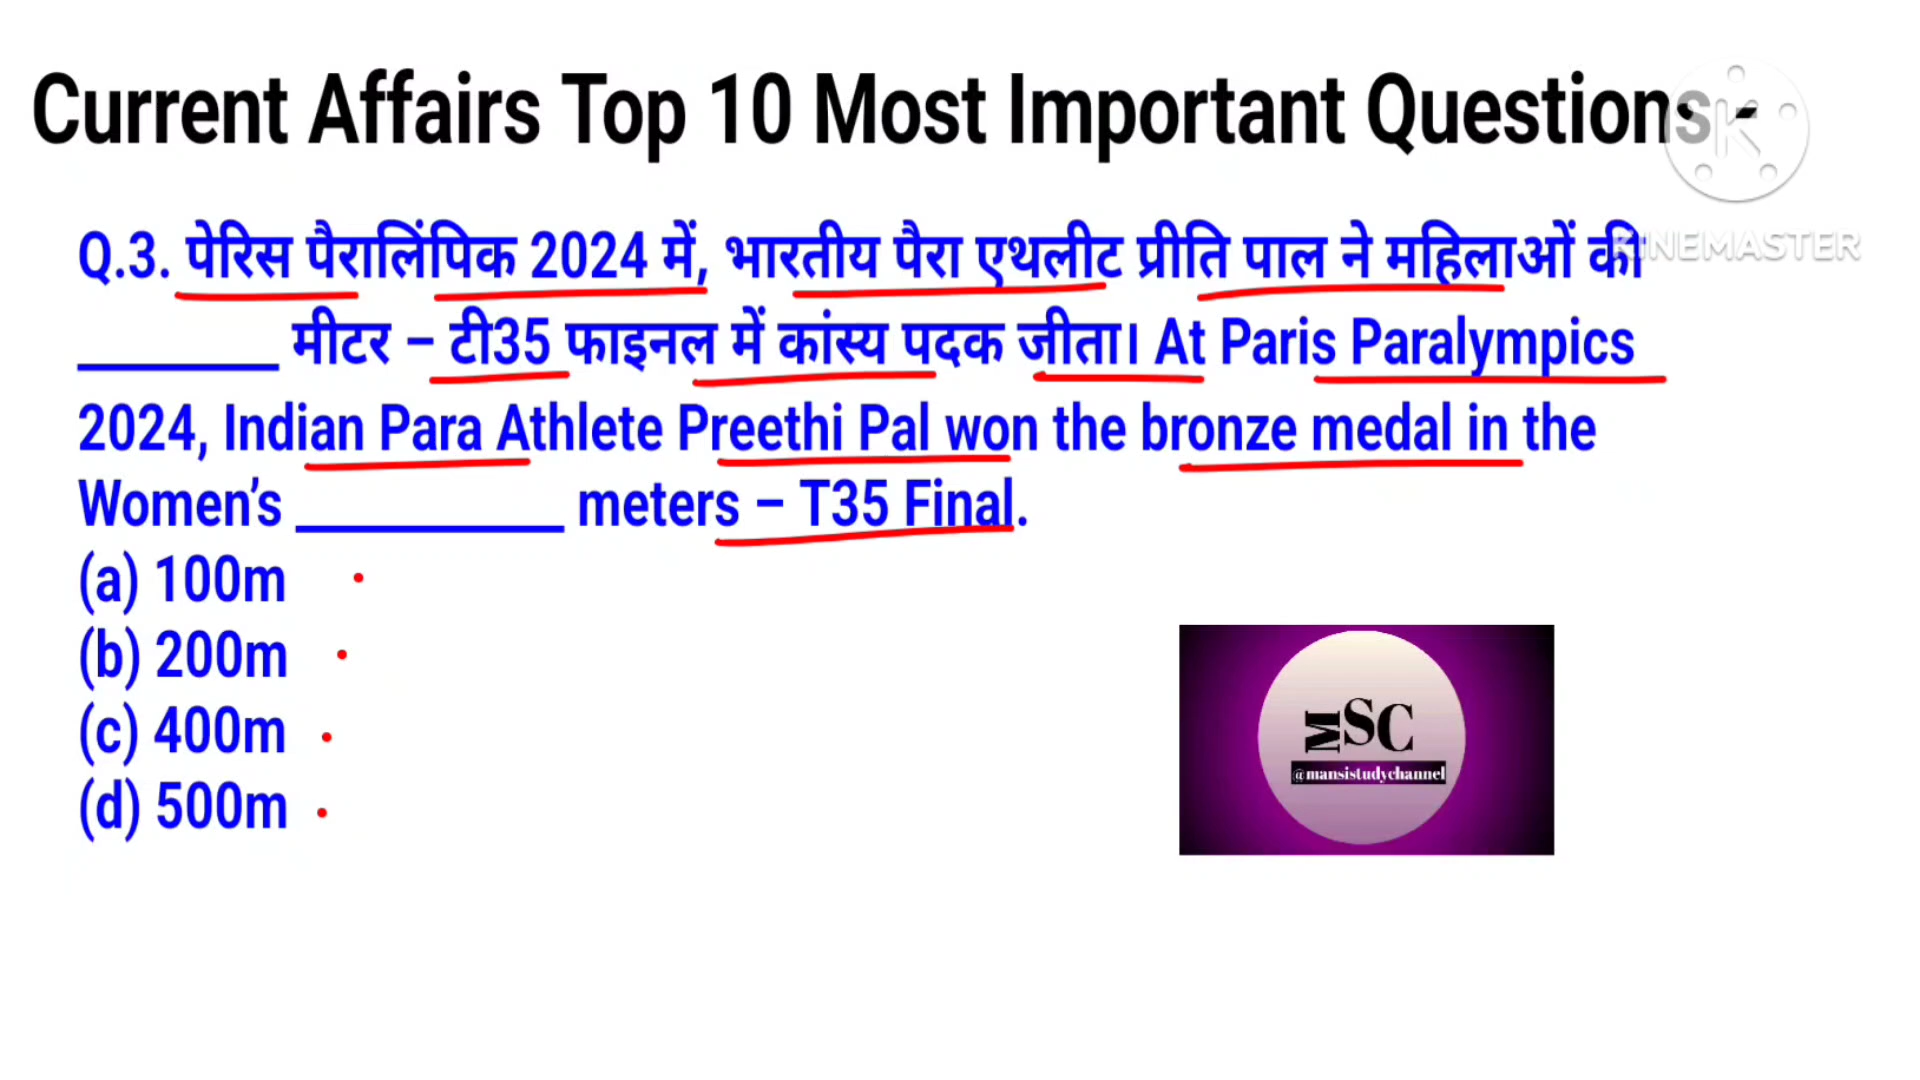 Current Affairs Top 10 Most Important Questions -
KINEMASTER
Q.3. पेरिस पैरालिंपिक 2024 में, भारतीय पैरा एथलीट प्रीति पाल ने महिलाओं की
________ मीटर – टी35 फाइनल में कांस्य पदक जीता। At Paris Paralympics
2024, Indian Para Athlete Preethi Pal won the bronze medal in the
Women’s __________ meters – T35 Final.
(a) 100m
(b) 200m
(c) 400m
(d) 500m
MSC
@mansistudychannel